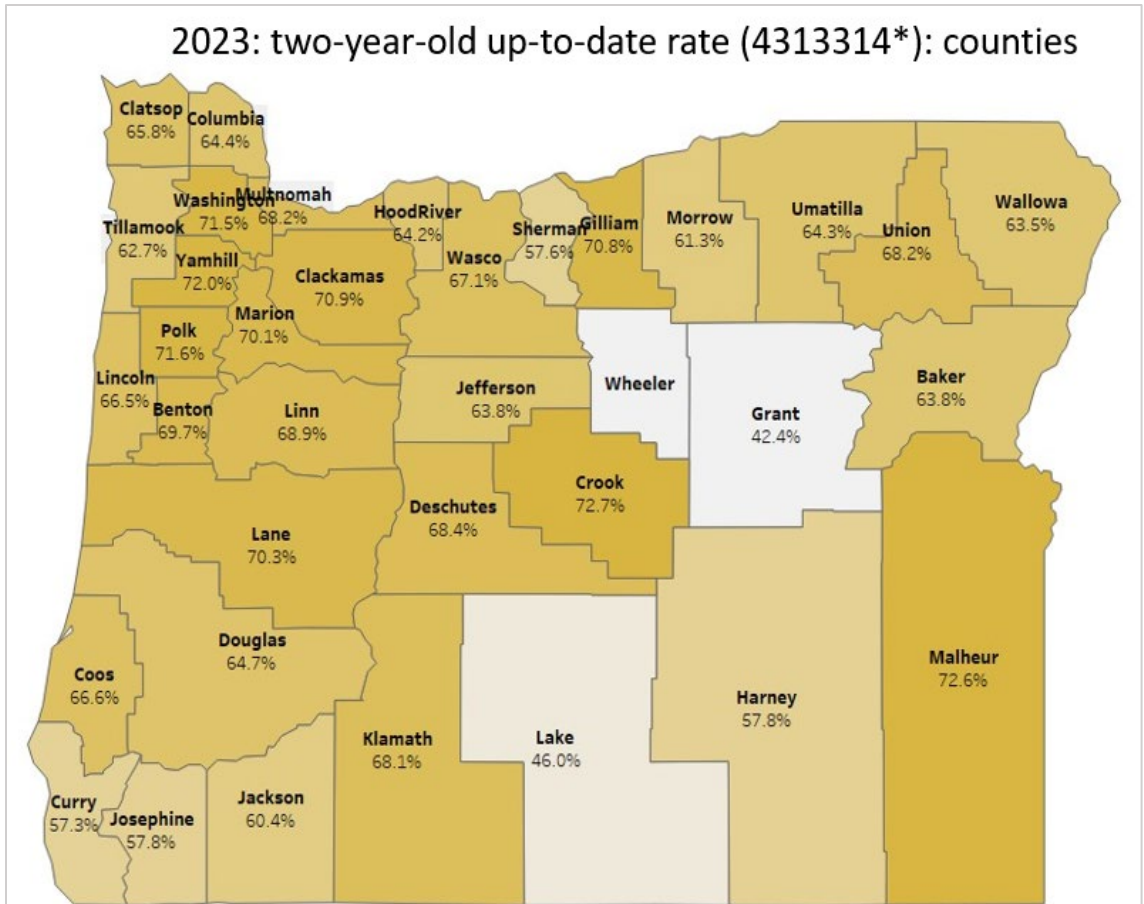 2023: two-year-old up-to-date rate (4313314*): counties
Clatsop
65.8%
Columbia
64.4%
Washington
71.5%
Multnomah
68.2%
Tillamook
62.7%
HoodRiver
64.2%
Sherman
57.6%
Gilliam
70.8%
Morrow
61.3%
Umatilla
64.3%
Union
68.2%
Wallowa
63.5%
Yamhill
72.0%
Clackamas
70.9%
Wasco
67.1%
Marion
70.1%
Polk
71.6%
Lincoln
66.5%
Benton
69.7%
Linn
68.9%
Jefferson
63.8%
Wheeler
Grant
42.4%
Baker
63.8%
Crook
72.7%
Deschutes
68.4%
Lane
70.3%
Douglas
64.7%
Coos
66.6%
Malheur
72.6%
Harney
57.8%
Klamath
68.1%
Lake
46.0%
Curry
57.3%
Josephine
57.8%
Jackson
60.4%